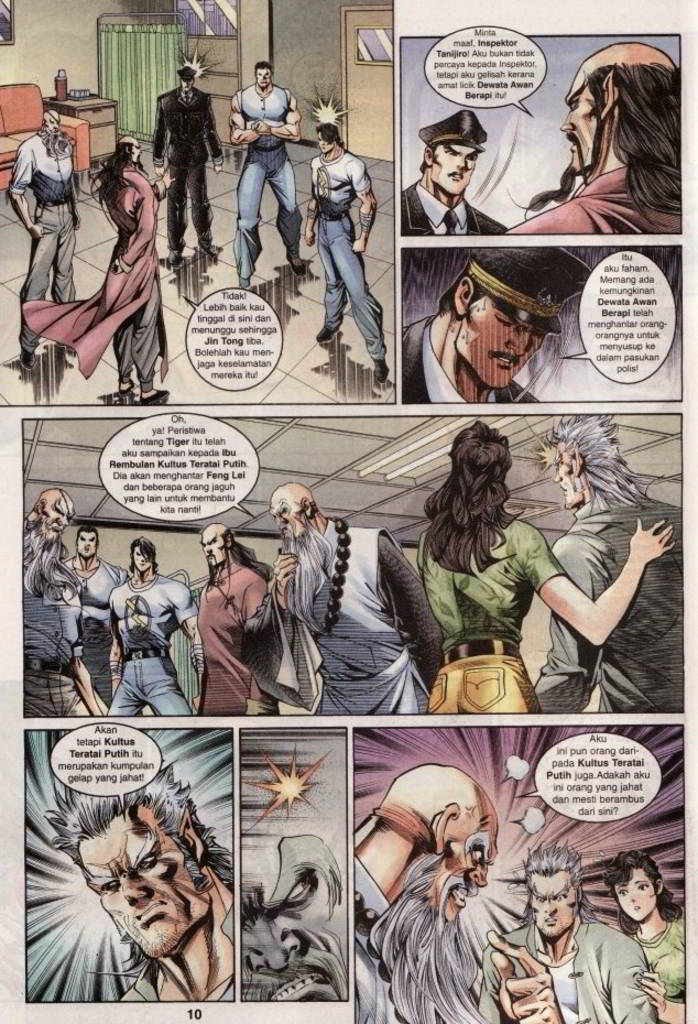 Tidak!
Lebih baik kau
tinggal di sini dan
menunggu sehingga
Jin Tong tiba.
Bolehlah kau men-
jaga keselamatan
mereka itu!
Minta
maaf, Inspektor
Tanijiro! Aku bukan tidak
percaya kepada Inspektor,
tetapi aku gelisah kerana
amat licik Dewata Awan
Berapi itu!
Itu
aku faham.
Memang ada
kemungkinan
Dewata Awan
Berapi telah
menghantar orang-
orangnya untuk
menyusup ke
dalam pasukan
polis!
Oh,
ya! Peristiwa
tentang Tiger itu telah
aku sampaikan kepada Ibu
Rembulan Kultus Teratai Putih.
Dia akan menghantar Feng Lei
dan beberapa orang jaguh
yang lain untuk membantu
kita nanti!
Akan
tetapi Kultus
Teratai Putih itu
merupakan kumpulan
gelap yang jahat!
Aku
ini pun orang dari-
pada Kultus Teratai
Putih juga.Adakah aku
ini orang yang jahat
dan mesti berambus
dari sini?
10